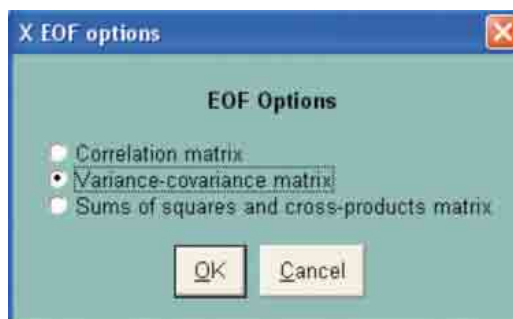 X EOF options
EOF Options
Correlation matrix
Variance-covariance matrix
Sums of squares and cross-products matrix
OK Cancel